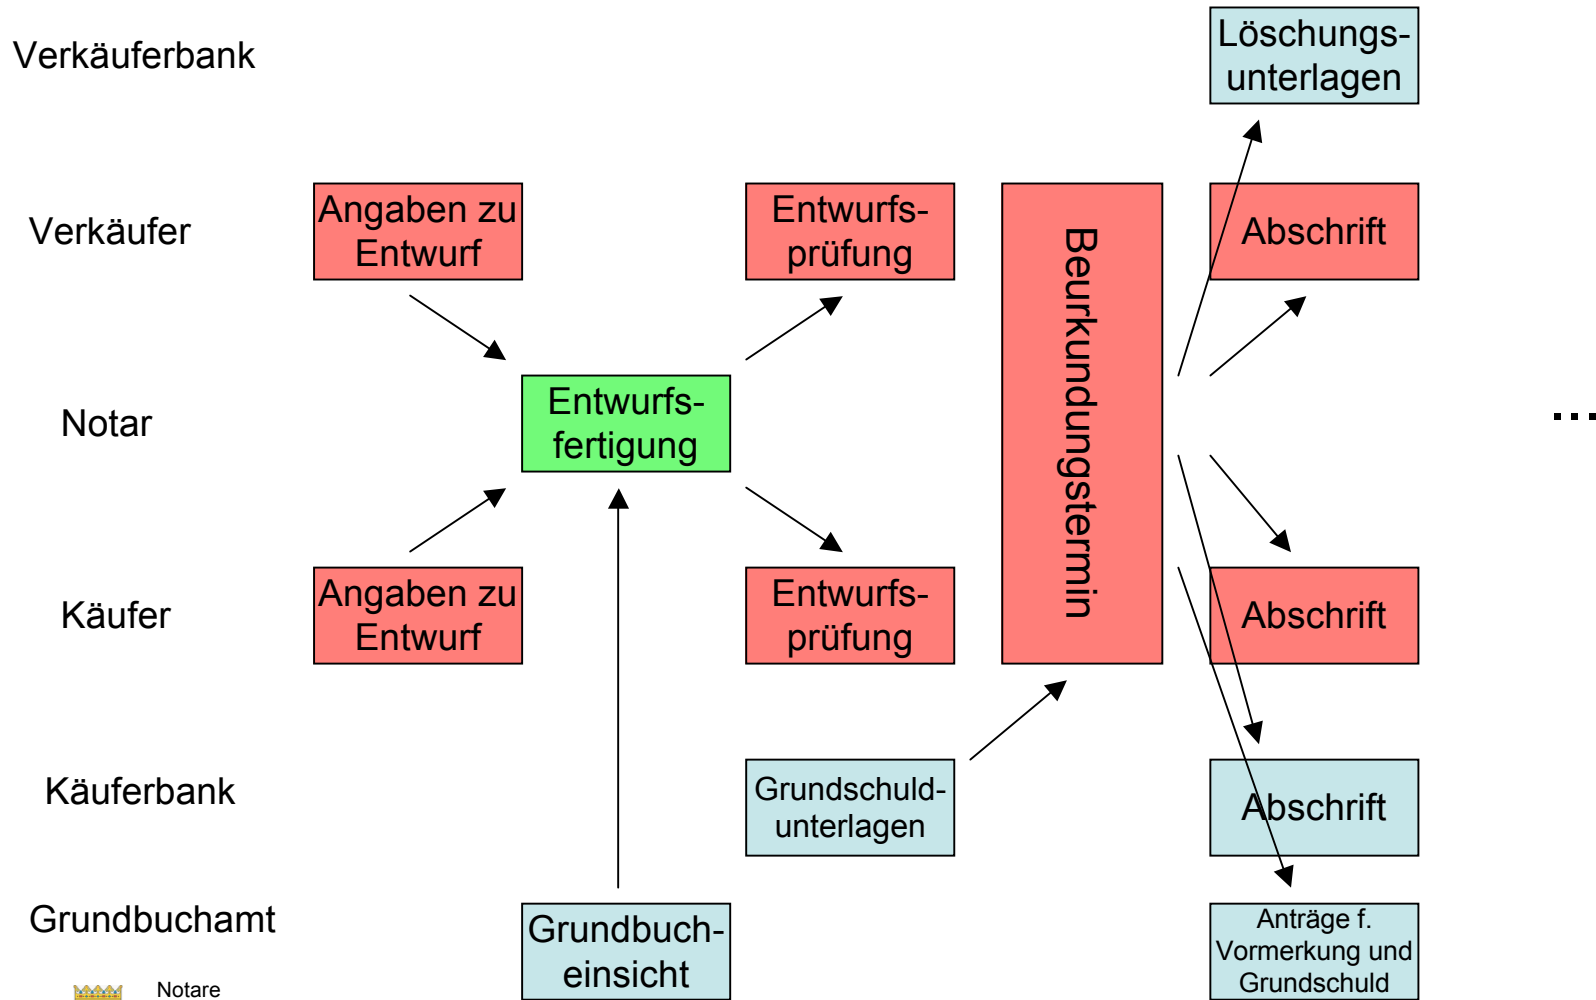 Verkäuferbank
Löschungs-
unterlagen
Verkäufer
Angaben zu
Entwurf
Entwurfs-
prüfung
Beurkundungstermin
Abschrift
Notar
Entwurfs-
fertigung
...
Käufer
Angaben zu
Entwurf
Entwurfs-
prüfung
Abschrift
Käuferbank
Grundschuld-
unterlagen
Abschrift
Grundbuchamt
Grundbuch-
einsicht
Anträge f.
Vormerkung und
Grundschuld
Notare